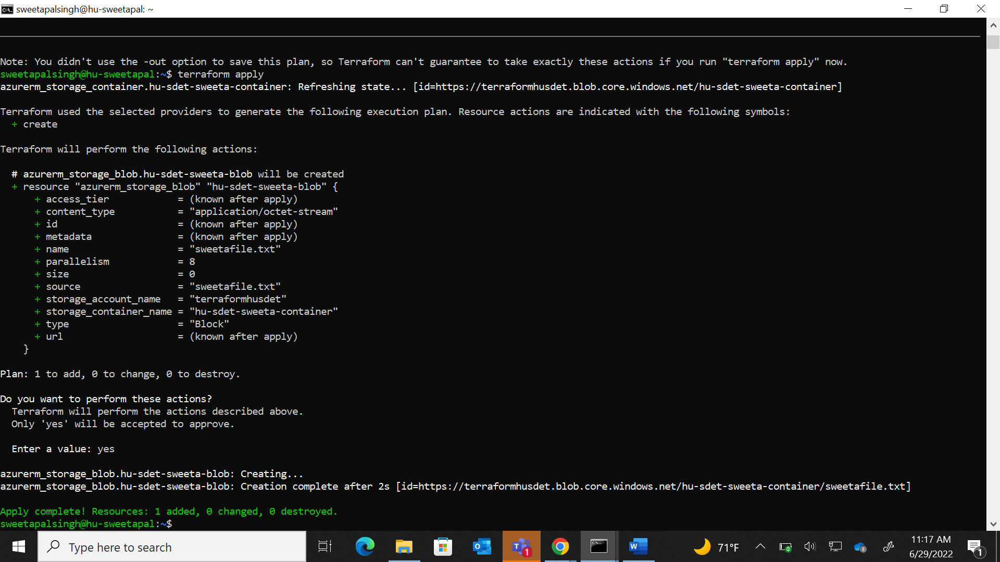 sweetapalsingh@hu-sweetapal: ~
Note: You didn't use the -out option to save this plan, so Terraform can't guarantee to take exactly these actions if you run "terraform apply" now.
sweetapalsingh@hu-sweetapal:~$ terraform apply
azurerm_storage_container.hu-sdet-sweeta-container: Refreshing state... [id=https://terraformhusdet.blob.core.windows.net/hu-sdet-sweeta-container]
Terraform used the selected providers to generate the following execution plan. Resource actions are indicated with the following symbols:
  + create
Terraform will perform the following actions:
  # azurerm_storage_blob.hu-sdet-sweeta-blob will be created
  + resource "azurerm_storage_blob" "hu-sdet-sweeta-blob" {
      + access_tier            = (known after apply)
      + content_type           = "application/octet-stream"
      + id                     = (known after apply)
      + metadata               = (known after apply)
      + name                   = "sweetafile.txt"
      + parallelism            = 8
      + size                   = 0
      + source                 = "sweetafile.txt"
      + storage_account_name   = "terraformhusdet"
      + storage_container_name = "hu-sdet-sweeta-container"
      + type                   = "Block"
      + url                    = (known after apply)
    }
Plan: 1 to add, 0 to change, 0 to destroy.
Do you want to perform these actions?
  Terraform will perform the actions described above.
  Only 'yes' will be accepted to approve.
  Enter a value: yes
azurerm_storage_blob.hu-sdet-sweeta-blob: Creating...
azurerm_storage_blob.hu-sdet-sweeta-blob: Creation complete after 2s [id=https://terraformhusdet.blob.core.windows.net/hu-sdet-sweeta-container/sweetafile.txt]
Apply complete! Resources: 1 added, 0 changed, 0 destroyed.
sweetapalsingh@hu-sweetapal:~$
Type here to search
71°F
11:17 AM
6/29/2022
1
1